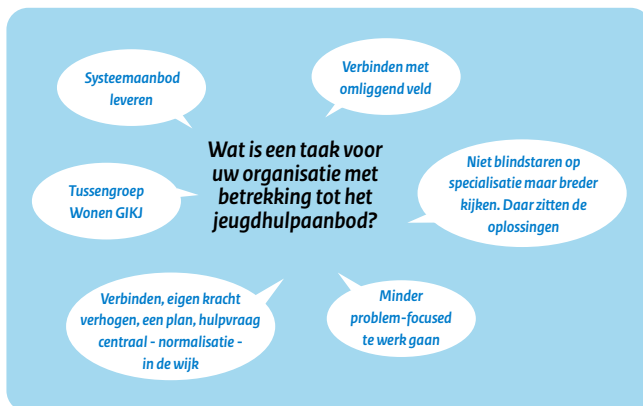 Systeemaanbod
leveren
Verbinden met
omliggend veld
Wat is een taak voor
uw organisatie met
betrekking tot het
jeugdhulpaanbod?
Tussengroep
Wonen GIKJ
Niet blindstaren op
specialisatie maar breder
kijken. Daar zitten de
oplossingen
Verbinden, eigen kracht
verhogen, een plan, hulpvraag
centraal - normalisatie -
in de wijk
Minder
problem-focused
te werk gaan